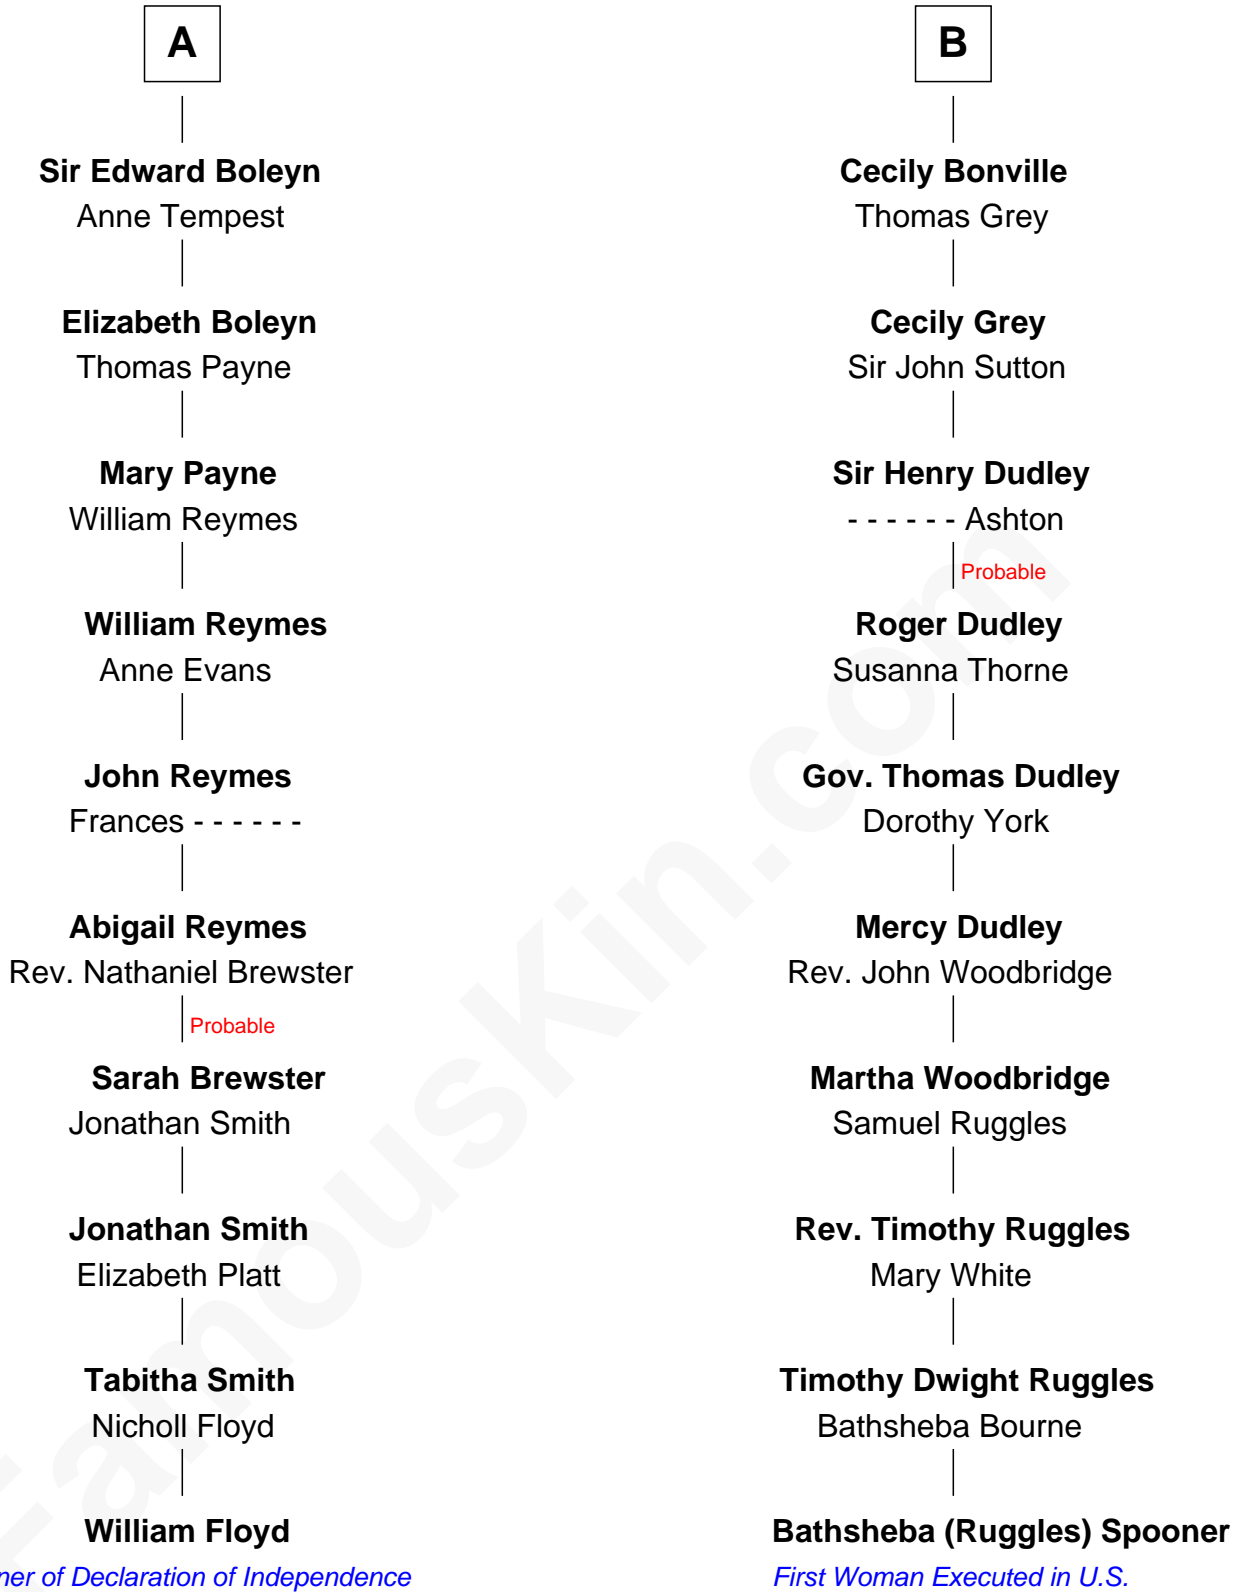 A
Sir Edward Boleyn
Anne Tempest
Elizabeth Boleyn
Thomas Payne
Mary Payne
William Reymes
William Reymes
Anne Evans
John Reymes
Frances - - - - - -
Abigail Reymes
Rev. Nathaniel Brewster
Probable
Sarah Brewster
Jonathan Smith
Jonathan Smith
Elizabeth Platt
Tabitha Smith
Nicholl Floyd
William Floyd
ner of Declaration of Independence
B
Cecily Bonville
Thomas Grey
Cecily Grey
Sir John Sutton
Sir Henry Dudley
- - - - - - Ashton
Probable
Roger Dudley
Susanna Thorne
Gov. Thomas Dudley
Dorothy York
Mercy Dudley
Rev. John Woodbridge
Martha Woodbridge
Samuel Ruggles
Rev. Timothy Ruggles
Mary White
Timothy Dwight Ruggles
Bathsheba Bourne
Bathsheba (Ruggles) Spooner
First Woman Executed in U.S.
FamousKin.com